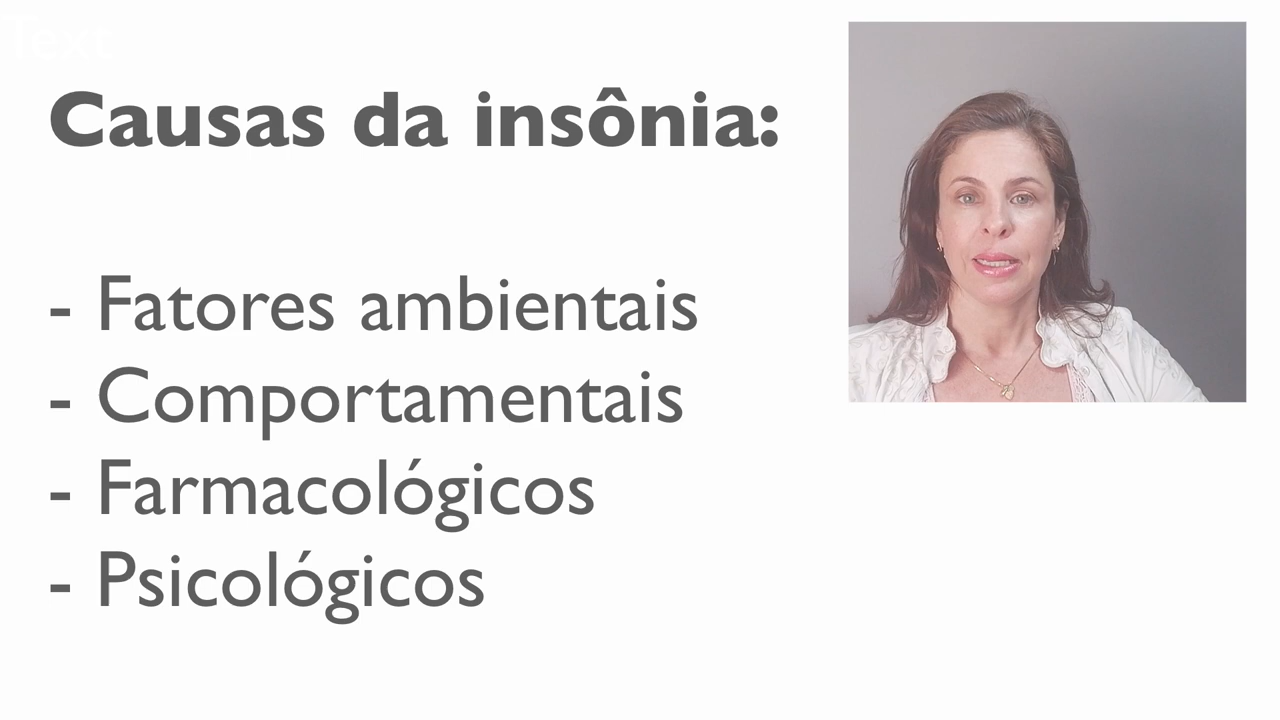 Text
Causas da insônia:
- Fatores ambientais
- Comportamentais
- Farmacológicos
- Psicológicos